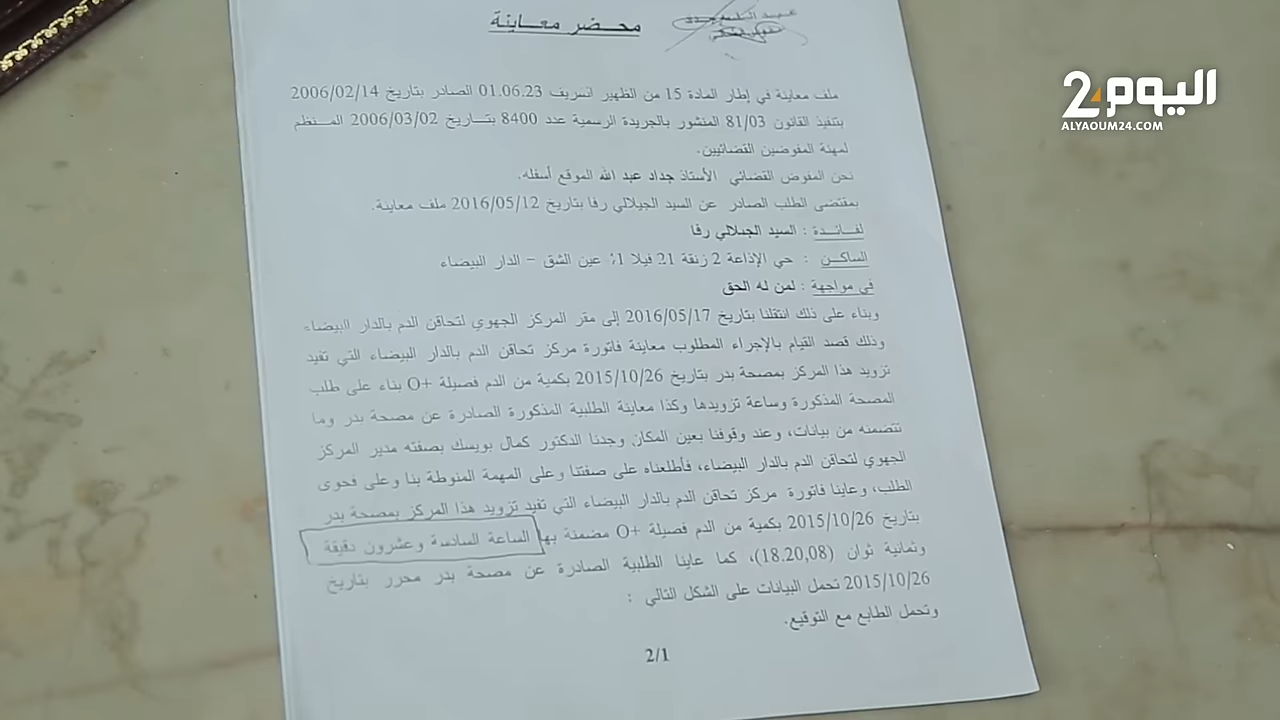 اليوم24
ALYAOUM24.COM
محـــضر معـــاينة
ملف معاينة في إطار المادة 15 من الظهير الشريف 01.06.23 الصادر بتاريخ 2006/02/14
بتنفيذ القانون 81/03 المنشور بالجريدة الرسمية عدد 8400 بتـــاريخ 2006/03/02 المـــنظم
لمهنة المفوضين القضائيين.
نحن المفوض القضائي الأستاذ جداد عبد الله الموقع أسفله.
بمقتضى الطلب الصادر عن السيد الجيلالي رفا بتاريخ 2016/05/12 ملف معاينة.
لفـــائـــدة : السيد الجيلالي رفا
الساكـــن : حي الإذاعة 2 زنقة 21 فيلا عين الشق – الدار البيضاء
في مواجهة : لمن له الحق
وبناء على ذلك انتقلنا بتاريخ 2016/05/17 إلى مقر المركز الجهوي لتحاقن الدم بالدار البيضاء
وذلك قصد القيام بالإجراء المطلوب معاينة فاتورة مركز تحاقن الدم بالدار البيضاء التي تفيد
تزويد هذا المركز بمصحة بدر بتاريخ 2015/10/26 بكمية من الدم فصيلة O+ بناء على طلب
المصحة المذكورة وساعة تزويدها وكذا معاينة الطلبية المذكورة الصادرة عن مصحة بدر وما
تتضمنه من بيانات، وعند وقوفنا بعين المكان وجدنا الدكتور كمال بويسك بصفته مدير المركز
الجهوي لتحاقن الدم بالدار البيضاء، فأطلعناه على صفتنا وعلى المهمة المنوطة بنا وعلى فحوى
الطلب، وعاينا فاتورة مركز تحاقن الدم بالدار البيضاء التي تفيد تزويد هذا المركز بمصحة بدر
بتاريخ 2015/10/26 بكمية من الدم فصيلة O+ مضمنة بها الساعة السادسة وعشرون دقيقة
وثمانية ثوان (18.20,08)، كما عاينا الطلبية الصادرة عن مصحة بدر محرر بتاريخ
2015/10/26 تحمل البيانات على الشكل التالي :
وتحمل الطابع مع التوقيع.
2/1